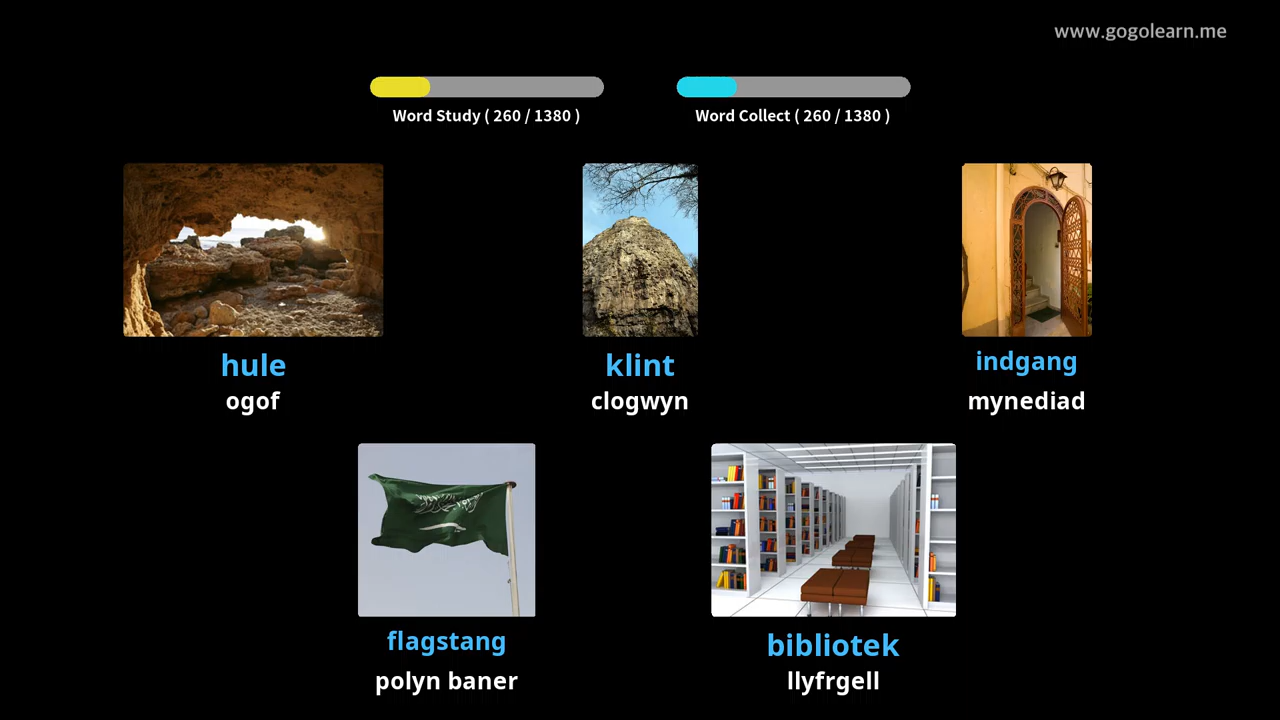 www.gogolearn.me
Word Study ( 260 / 1380 )
Word Collect ( 260 / 1380 )
hule
ogof
klint
clogwyn
indgang
mynediad
flagstang
polyn baner
bibliotek
llyfrgell